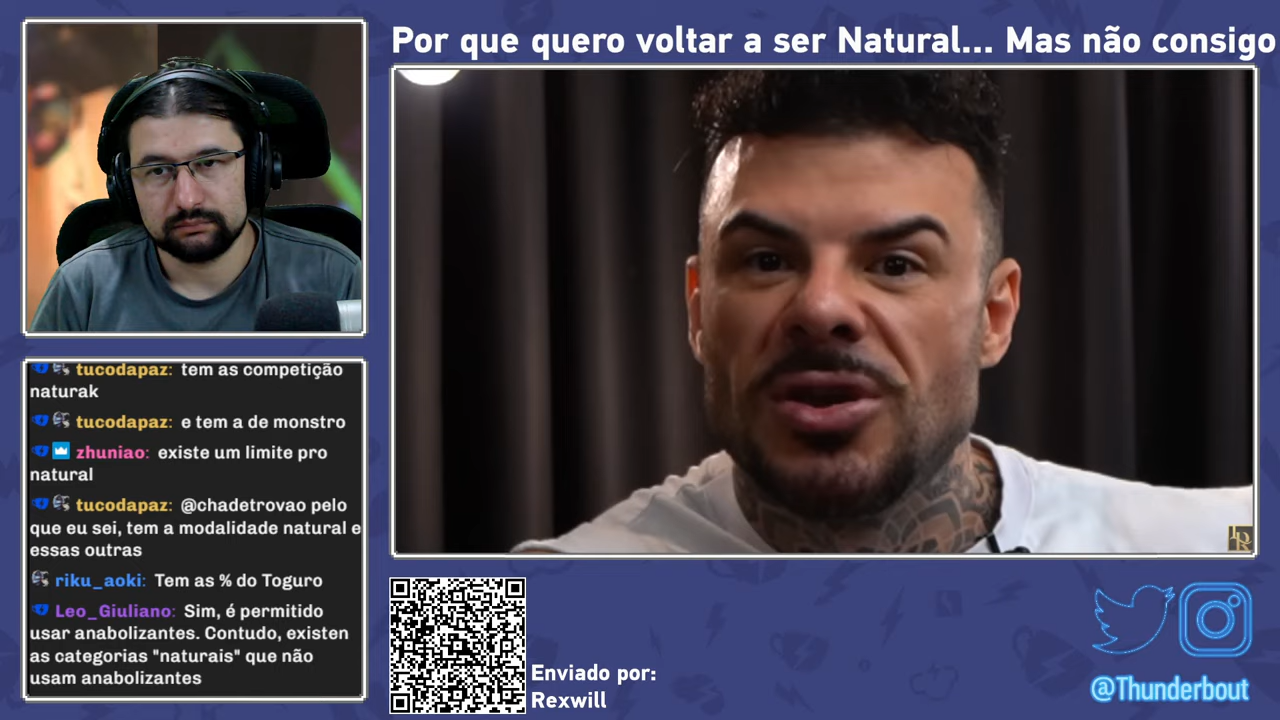 Por que quero voltar a ser Natural... Mas não consigo
tucodapaz: tem as competição
naturak
tucodapaz: e tem a de monstro
zhuniao: existe um limite pro
natural
tucodapaz: @chadetrovao pelo
que eu sei, tem a modalidade natural e
essas outras
riku_aoki: Tem as % do Toguro
Leo_Giuliano: Sim, é permitido
usar anabolizantes. Contudo, existen
as categorias "naturais" que não
usam anabolizantes
Enviado por:
Rexwill
@Thunderbout